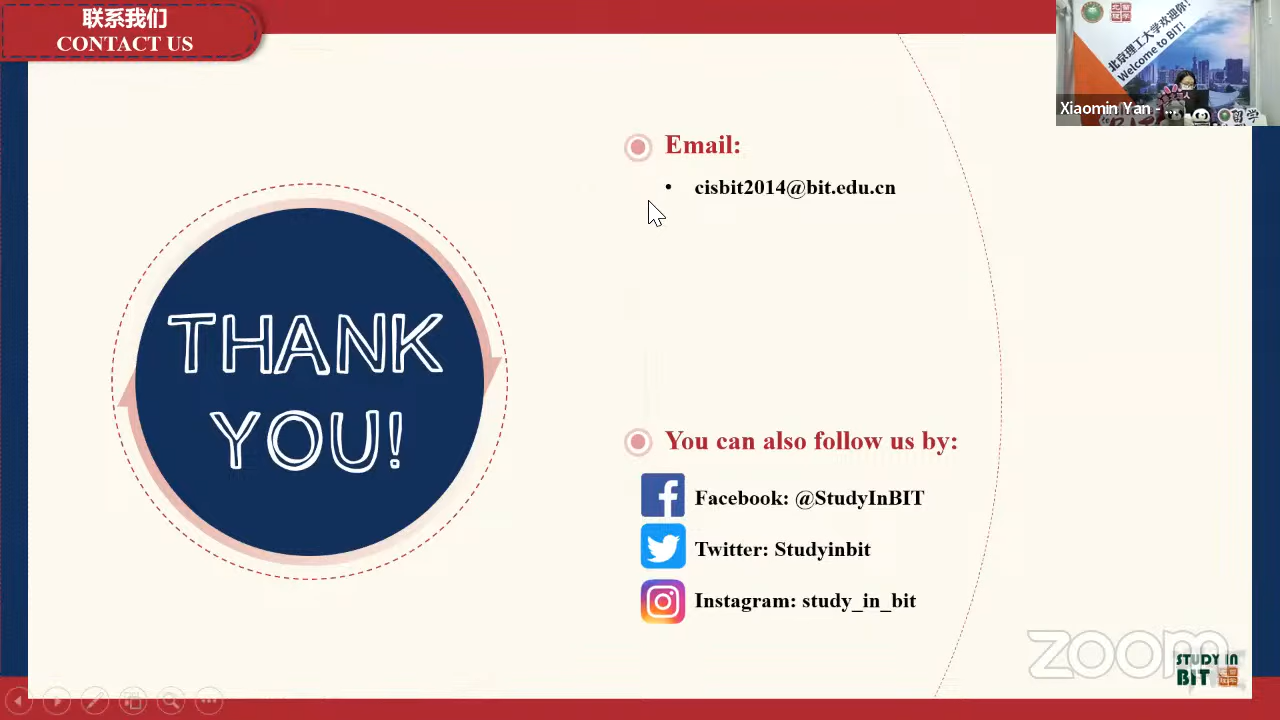 联系我们
CONTACT US
北京理工大学欢迎你!
Welcome to BIT!
Xiaomin Yan - ...
Email:
• cisbit2014@bit.edu.cn
THANK
YOU!
You can also follow us by:
Facebook: @StudyInBIT
Twitter: Studyinbit
Instagram: study_in_bit
zoom
STUDY IN
BIT